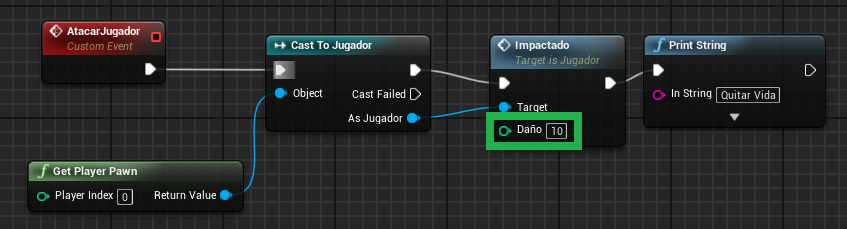 AtacarJugador
Custom Event
Cast To Jugador
Object
Cast Failed
As Jugador
Impactado
Target is Jugador
Target
Daño 10
Print String
In String Quitar Vida
Get Player Pawn
Player Index 0 Return Value